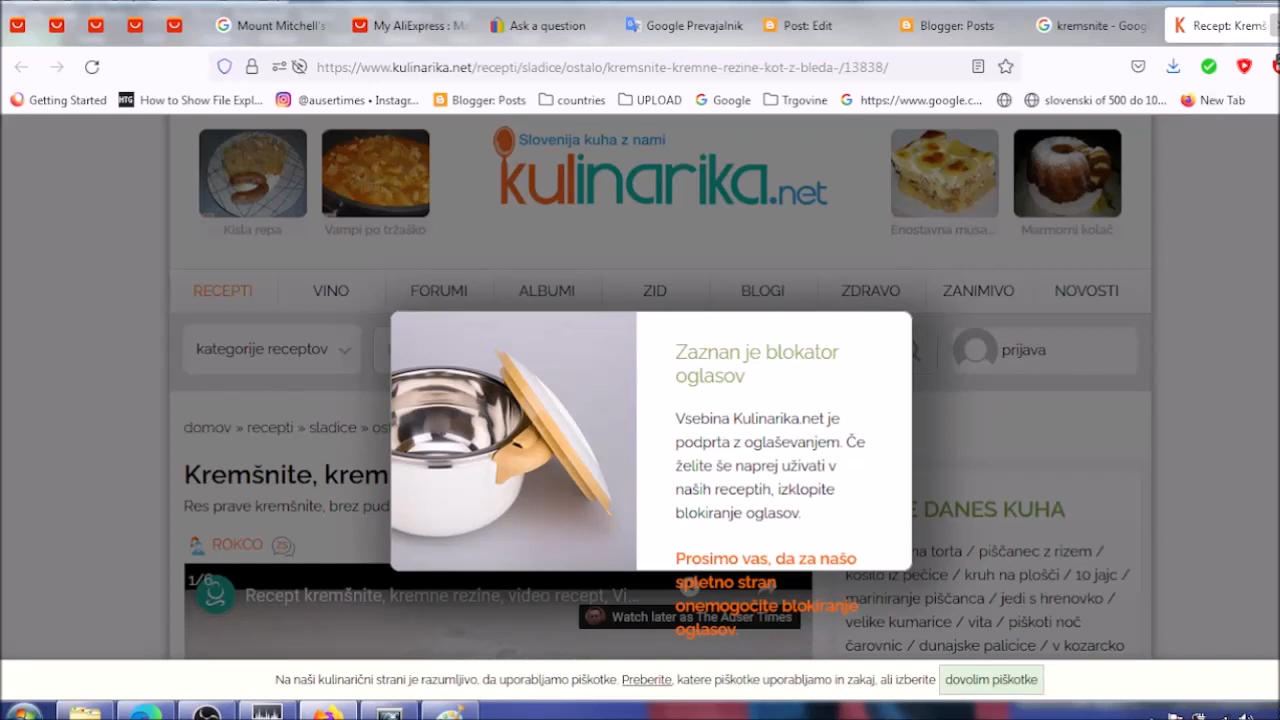 Mount Mitchell's
My AliExpress : M
Ask a question
Google Prevajalnik
Post: Edit
Blogger: Posts
kremsnite - Goog
Recept: Kremš
https://www.kulinarika.net/recepti/sladice/ostalo/kremsnite-kremne-rezine-kot-z-bleda-/13838/
Getting Started
HTG
How to Show File Expl...
@ausertimes • Instagr...
Blogger: Posts
countries
UPLOAD
Google
Trgovine
https://www.google.c...
slovenski of 500 do 10...
New Tab
Slovenija kuha z nami
kulinarika.net
Kisla repa
Vampi po tržaško
Enostavna musa...
Marmorni kolač
RECEPTI
VINO
FORUMI
ALBUMI
ZID
BLOGI
ZDRAVO
ZANIMIVO
NOVOSTI
kategorije receptov
prijava
Zaznan je blokator
oglasov
Vsebina Kulinarika.net je
podprta z oglaševanjem. Če
želite še naprej uživati v
naših receptih, izklopite
blokiranje oglasov.
Prosimo vas, da za našo
spletno stran
onemogočite blokiranje
oglasov.
domov » recepti » sladice » os
Kremšnite, krem
Res prave kremšnite, brez pud
ROKCO
25
1/6
Recept kremšnite, kremne rezine, video recept, Vi...
Watch later as The Auser Times
E DANES KUHA
na torta / piščanec z rizem /
kosilo iz pečice / kruh na plošči / 10 jajc /
mariniranje piščanca / jedi s hrenovko /
velike kumarice / vita / piškoti noč
čarovnic / dunajske palicice / v kozarcko
Na naši kulinarični strani je razumljivo, da uporabljamo piškotke. Preberite, katere piškotke uporabljamo in zakaj, ali izberite
dovolim piškotke